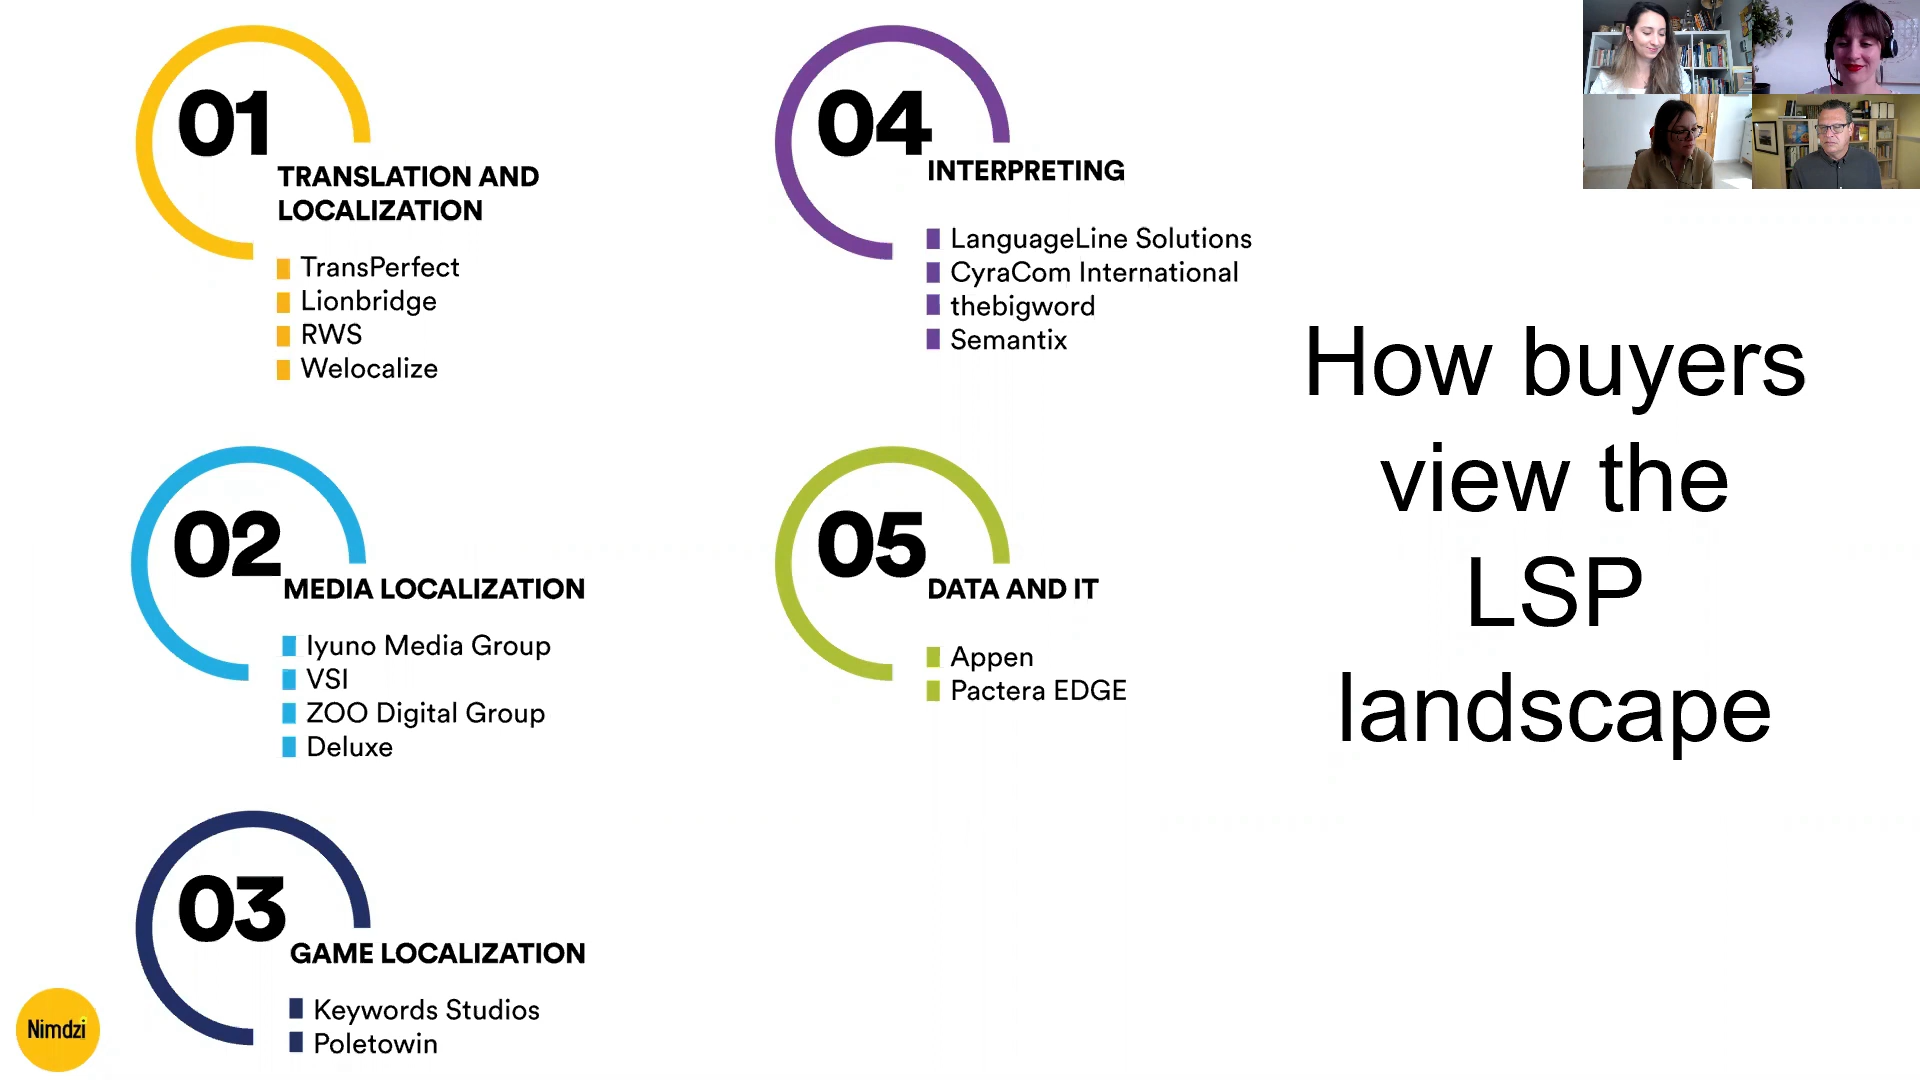 01
TRANSLATION AND
LOCALIZATION
TransPerfect
Lionbridge
RWS
Welocalize
02
MEDIA LOCALIZATION
Iyuno Media Group
VSI
ZOO Digital Group
Deluxe
03
GAME LOCALIZATION
Keywords Studios
Poletowin
04
INTERPRETING
LanguageLine Solutions
CyraCom International
thebigword
Semantix
05
DATA AND IT
Appen
Pactera EDGE
How buyers
view the
LSP
landscape
Nimdzi